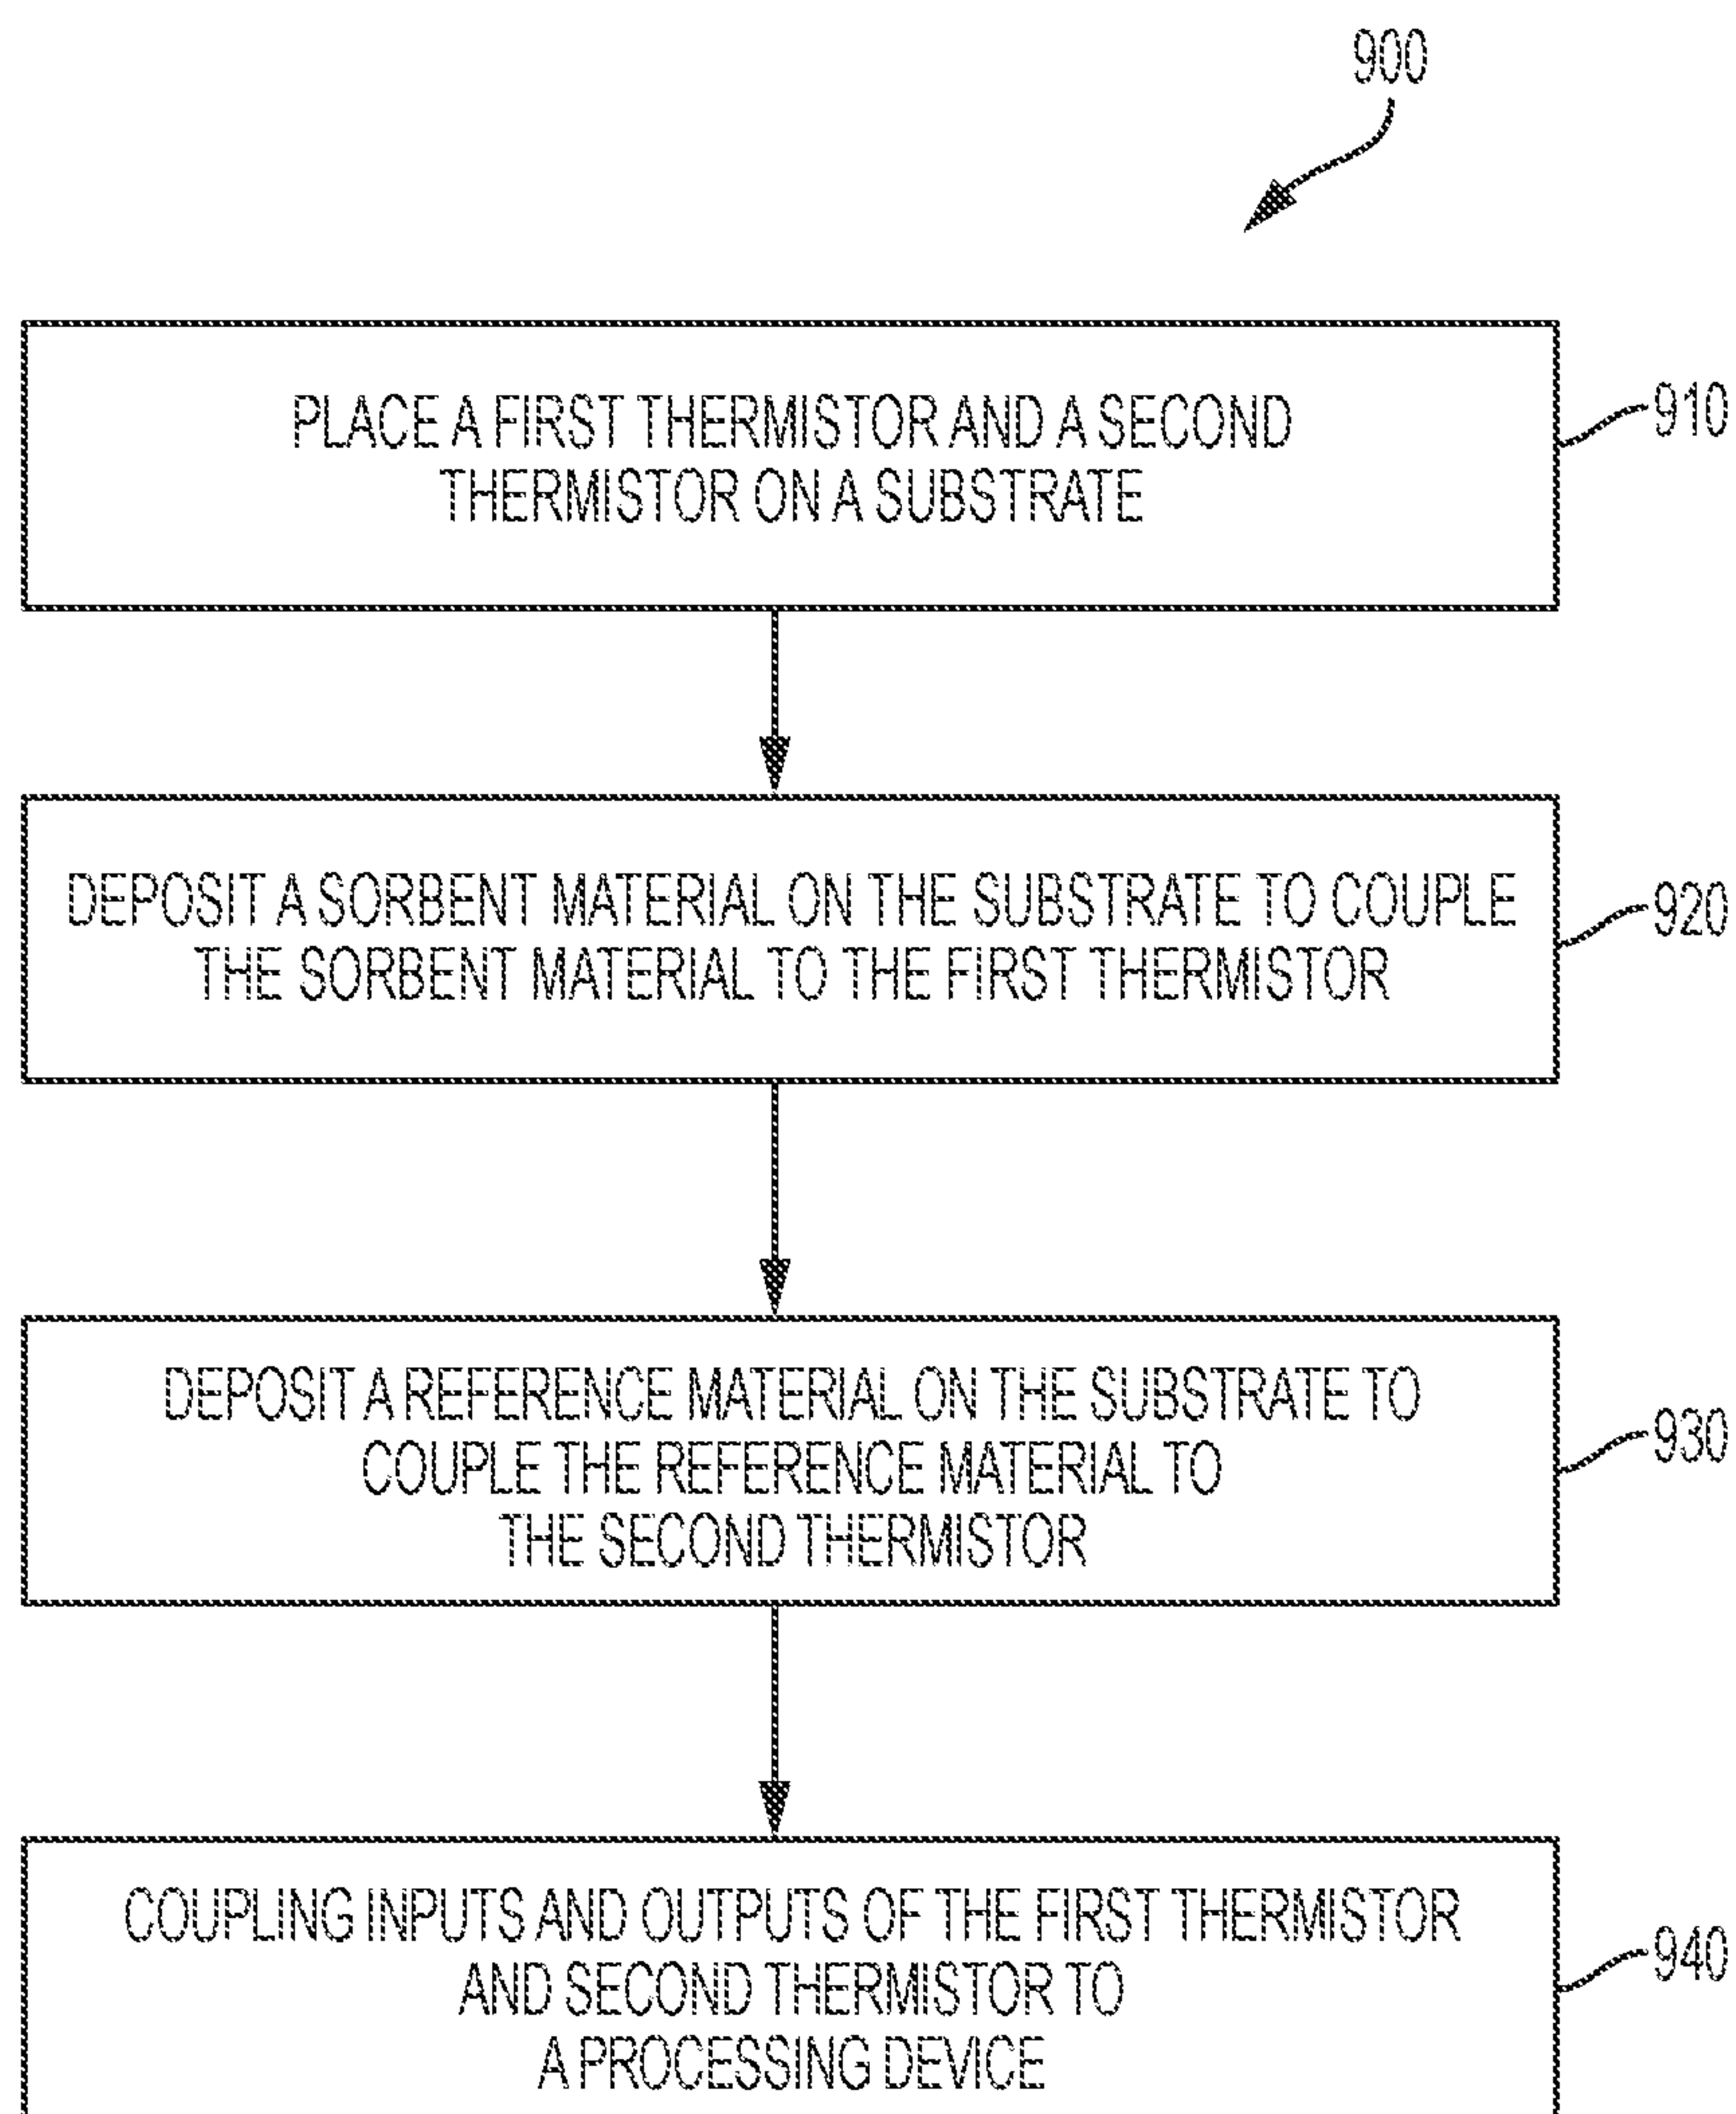 900
PLACE A FIRST THERMISTOR AND A SECOND
THERMISTOR ON A SUBSTRATE
910
DEPOSIT A SORBENT MATERIAL ON THE SUBSTRATE TO COUPLE
THE SORBENT MATERIAL TO THE FIRST THERMISTOR
920
DEPOSIT A REFERENCE MATERIAL ON THE SUBSTRATE TO
COUPLE THE REFERENCE MATERIAL TO
THE SECOND THERMISTOR
930
COUPLING INPUTS AND OUTPUTS OF THE FIRST THERMISTOR
AND SECOND THERMISTOR TO
A PROCESSING DEVICE
940